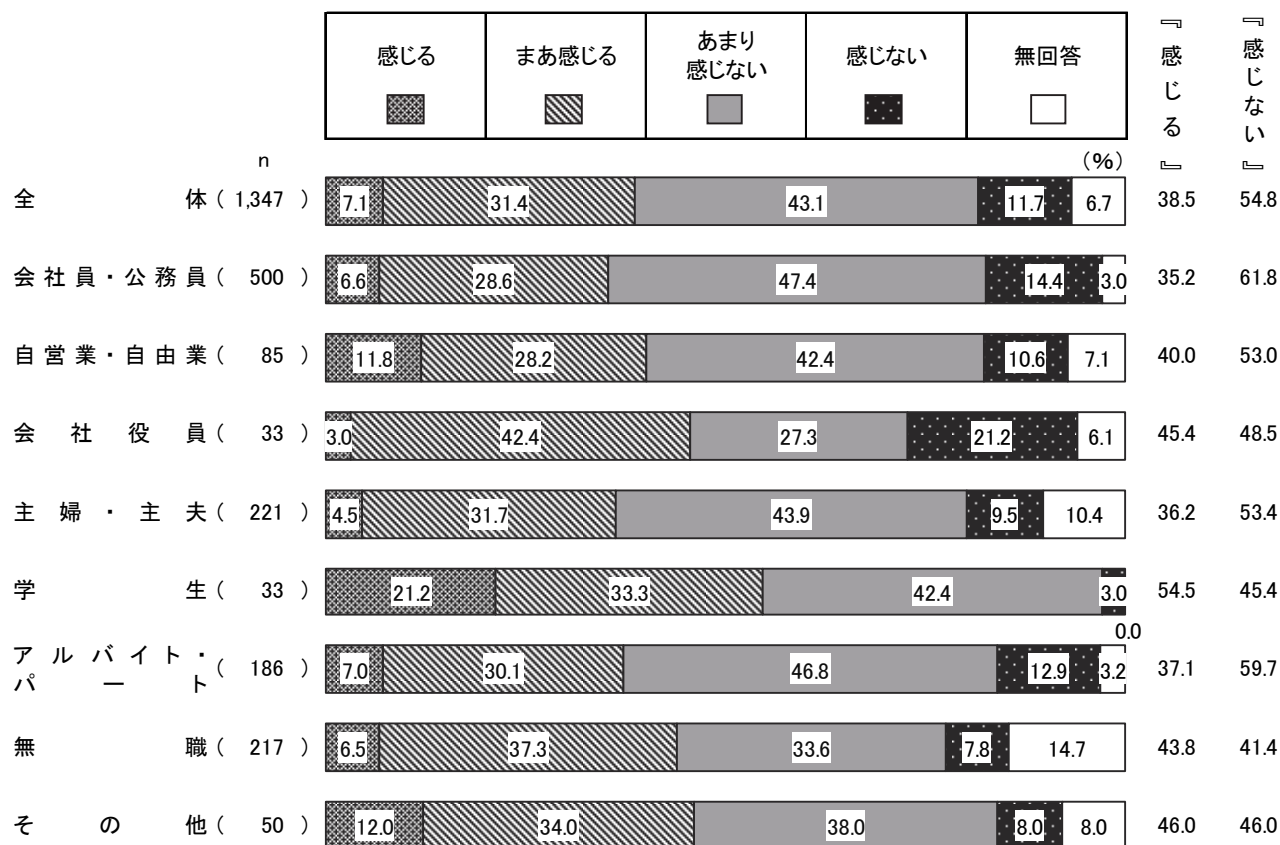 感じる まあ感じる あまり感じない 感じない 無回答 『感じる』 『感じない』
n (%)
全体( 1,347 ) 7.1 31.4 43.1 11.7 6.7 38.5 54.8
会社員・公務員( 500 ) 6.6 28.6 47.4 14.4 3.0 35.2 61.8
自営業・自由業( 85 ) 11.8 28.2 42.4 10.6 7.1 40.0 53.0
会社役員( 33 ) 3.0 42.4 27.3 21.2 6.1 45.4 48.5
主婦・主夫( 221 ) 4.5 31.7 43.9 9.5 10.4 36.2 53.4
学生( 33 ) 21.2 33.3 42.4 3.0 54.5 45.4
0.0
アルバイト・パート( 186 ) 7.0 30.1 46.8 12.9 3.2 37.1 59.7
無職( 217 ) 6.5 37.3 33.6 7.8 14.7 43.8 41.4
その他( 50 ) 12.0 34.0 38.0 8.0 8.0 46.0 46.0